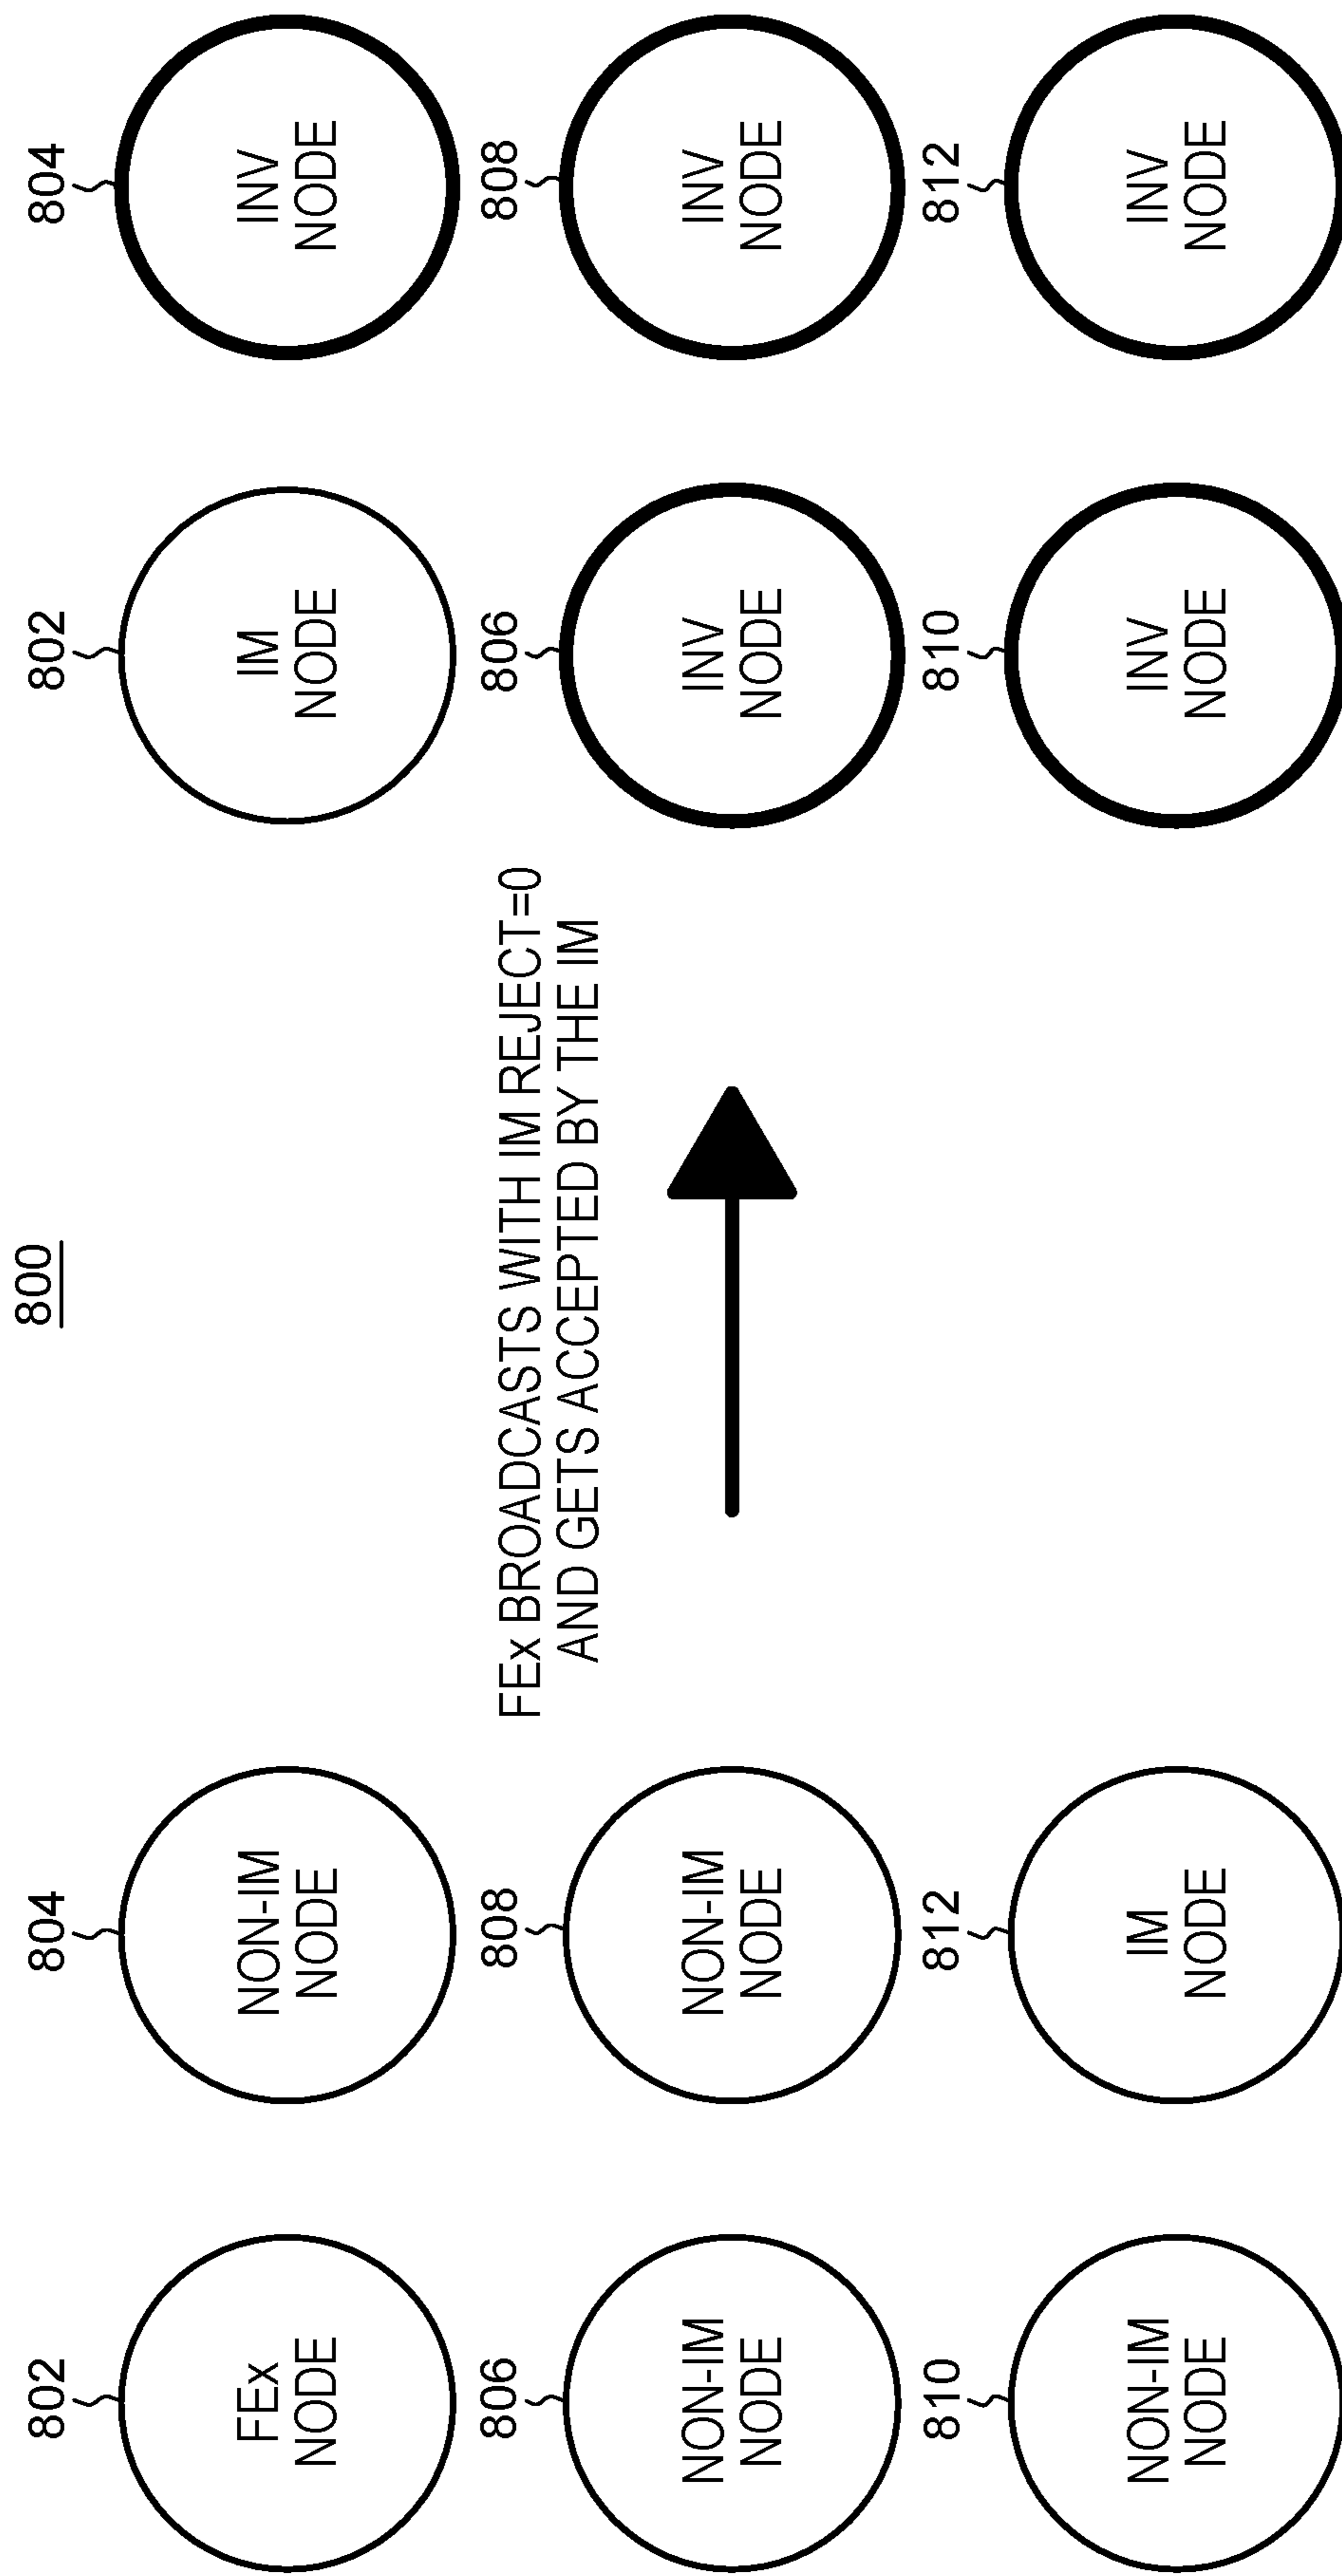 800
802
FEx
NODE
804
NON-IM
NODE
806
NON-IM
NODE
808
NON-IM
NODE
810
NON-IM
NODE
812
IM
NODE
FEx BROADCASTS WITH IM REJECT=0
AND GETS ACCEPTED BY THE IM
802
IM
NODE
804
INV
NODE
806
INV
NODE
808
INV
NODE
810
INV
NODE
812
INV
NODE